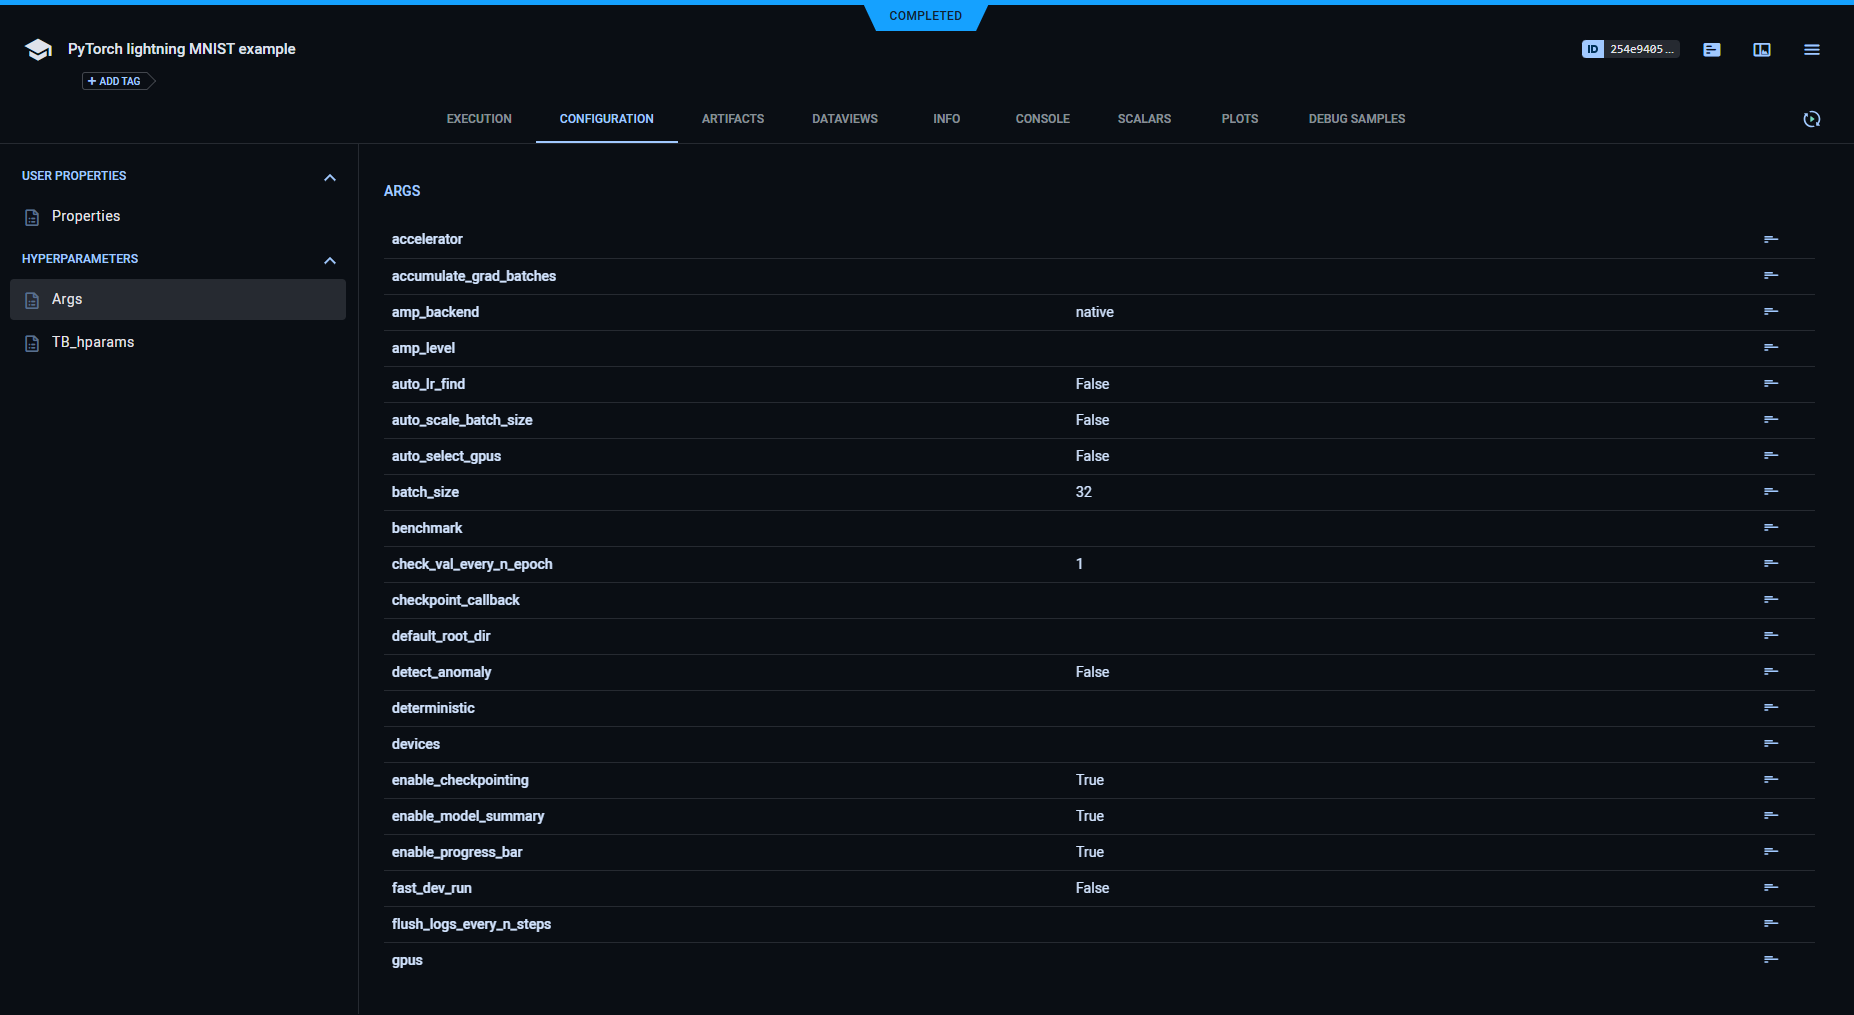 COMPLETED
PyTorch lightning MNIST example
ID 254e9405...
+ ADD TAG
EXECUTION CONFIGURATION ARTIFACTS DATAVIEWS INFO CONSOLE SCALARS PLOTS DEBUG SAMPLES
USER PROPERTIES
Properties
HYPERPARAMETERS
Args
TB_hparams
ARGS
accelerator
accumulate_grad_batches
amp_backend native
amp_level
auto_lr_find False
auto_scale_batch_size False
auto_select_gpus False
batch_size 32
benchmark
check_val_every_n_epoch 1
checkpoint_callback
default_root_dir
detect_anomaly False
deterministic
devices
enable_checkpointing True
enable_model_summary True
enable_progress_bar True
fast_dev_run False
flush_logs_every_n_steps
gpus